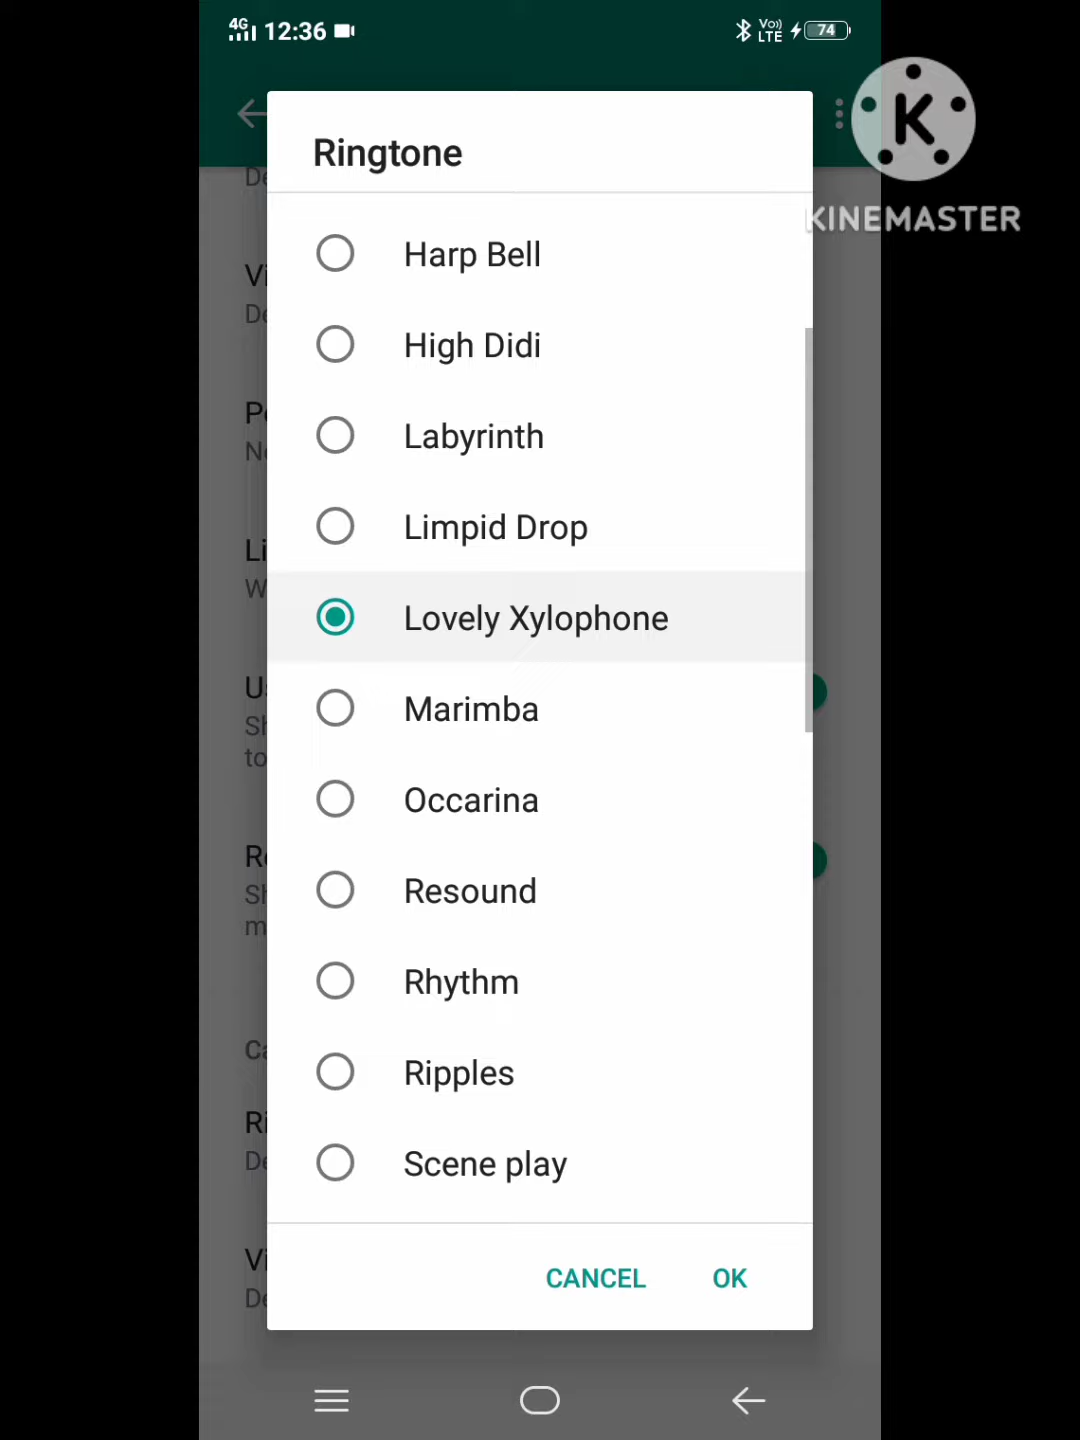 4G 12:36 Vo) LTE 74
K
KINEMASTER
Ringtone
Harp Bell
High Didi
Labyrinth
Limpid Drop
Lovely Xylophone
Marimba
Occarina
Resound
Rhythm
Ripples
Scene play
CANCEL OK